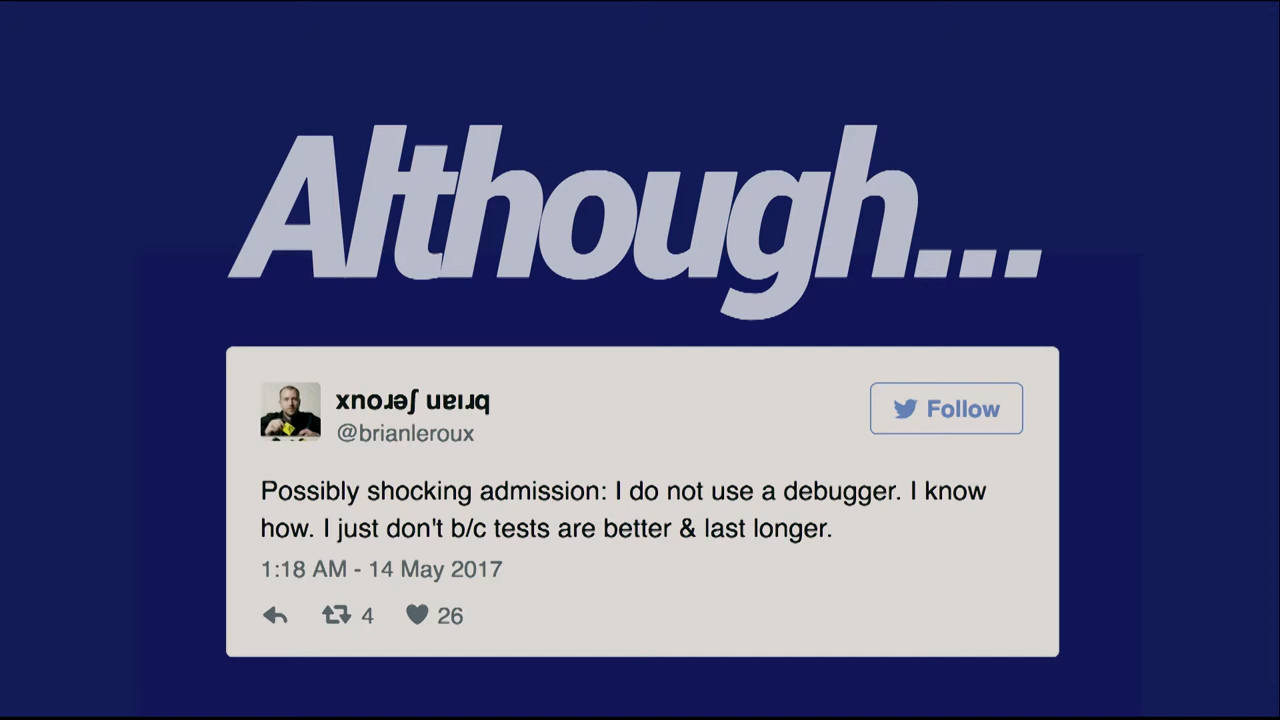 Although...
xnoɹǝʃ uɐıɹq
@brianleroux
Follow
Possibly shocking admission: I do not use a debugger. I know
how. I just don't b/c tests are better & last longer.
1:18 AM - 14 May 2017
4 26